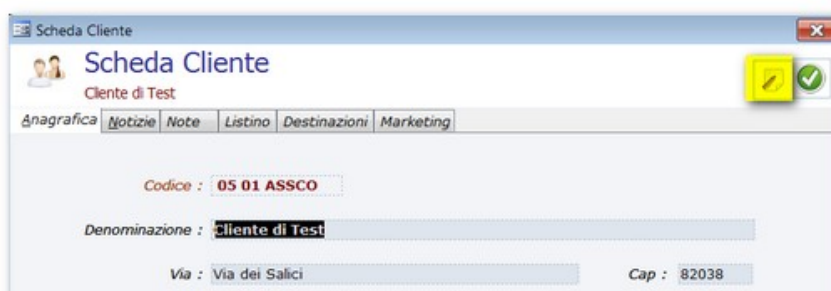 Scheda Cliente
Scheda Cliente
Cliente di Test
Anagrafica Notizie Note Listino Destinazioni Marketing
Codice : 05 01 ASSCO
Denominazione : Cliente di Test
Via : Via dei Salici Cap : 82038